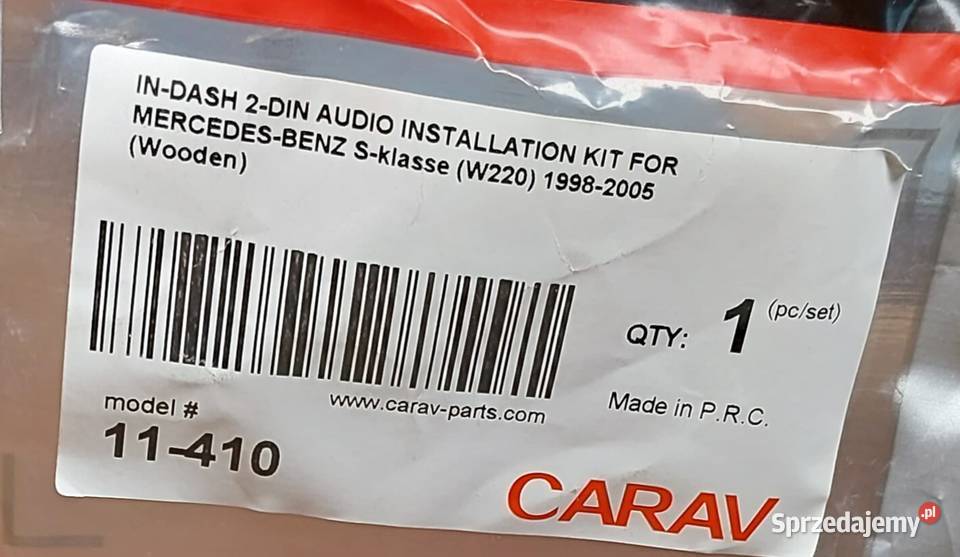 IN-DASH 2-DIN AUDIO INSTALLATION KIT FOR
MERCEDES-BENZ S-klasse (W220) 1998-2005
(Wooden)
QTY: 1 (pc/set)
www.carav-parts.com
Made in P.R.C.
model #
11-410
CARAV
Sprzedajemy.pl